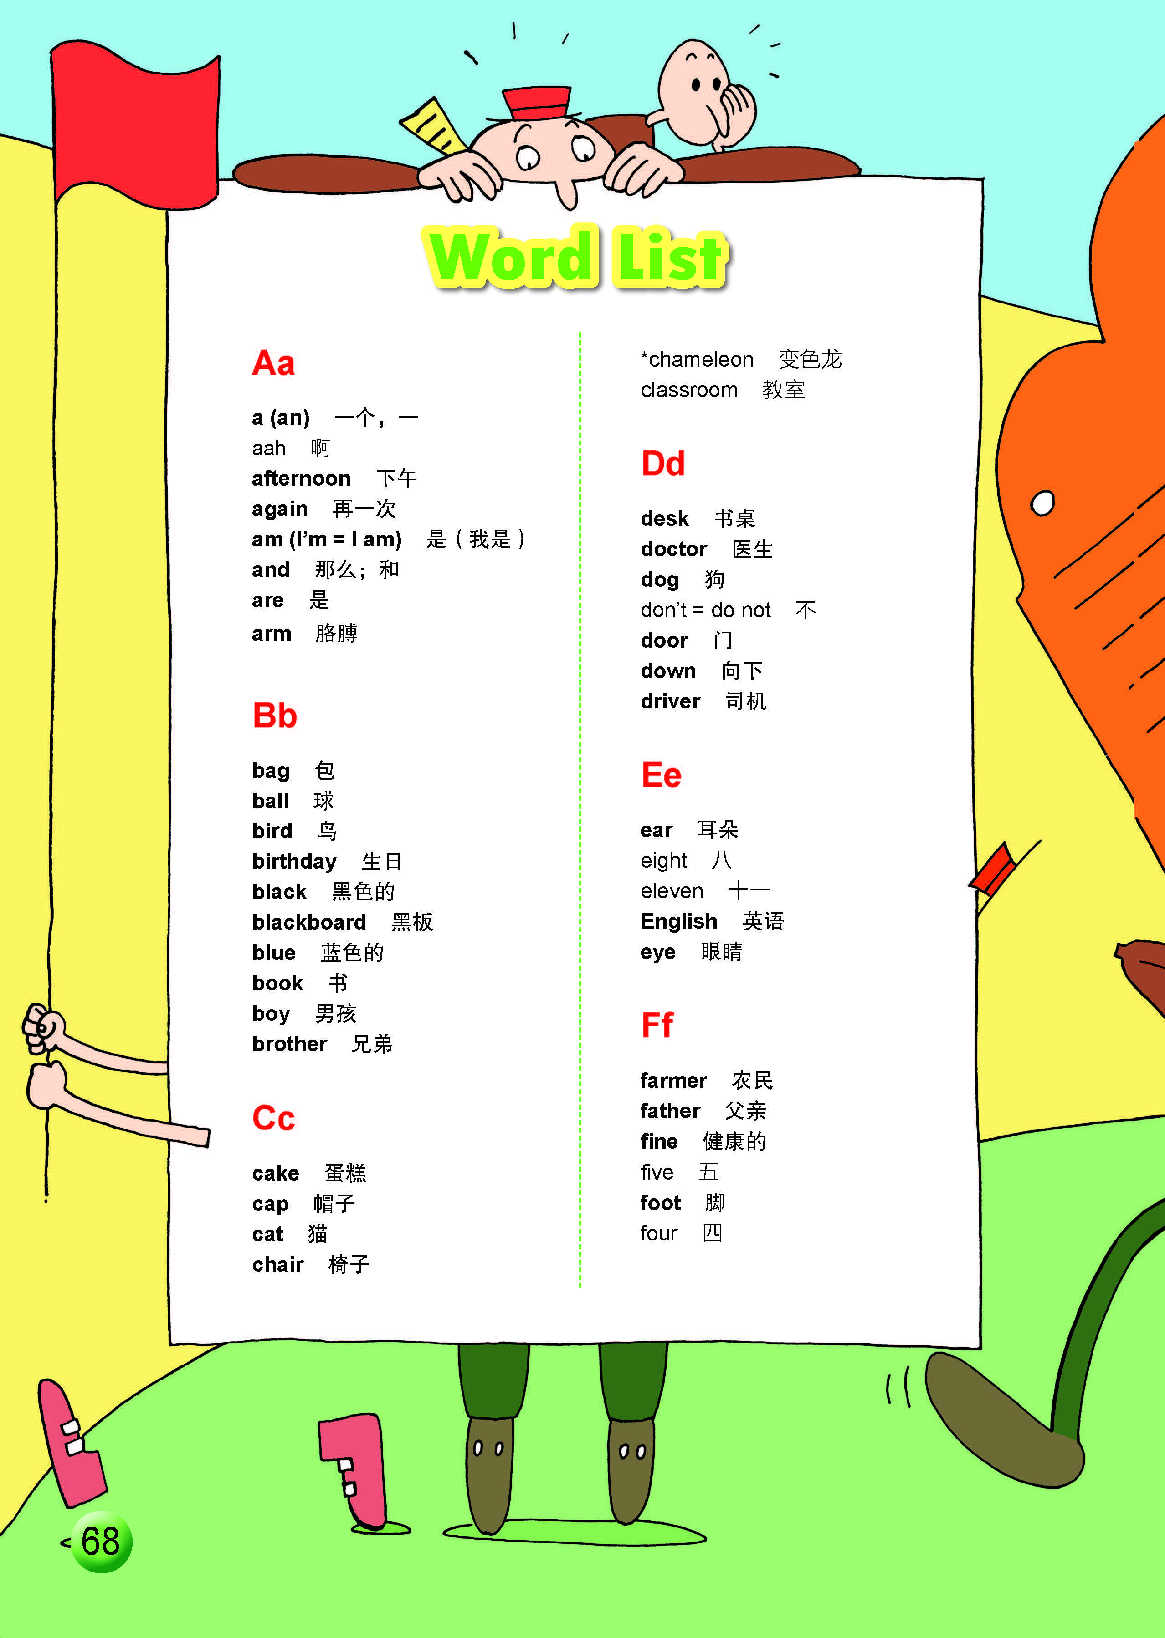 Word List
Aa
a (an) 一个，一
aah 啊
afternoon 下午
again 再一次
am (I'm = I am) 是（我是）
and 那么；和
are 是
arm 胳膊
Bb
bag 包
ball 球
bird 鸟
birthday 生日
black 黑色的
blackboard 黑板
blue 蓝色的
book 书
boy 男孩
brother 兄弟
Cc
cake 蛋糕
cap 帽子
cat 猫
chair 椅子
*chameleon 变色龙
classroom 教室
Dd
desk 书桌
doctor 医生
dog 狗
don't = do not 不
door 门
down 向下
driver 司机
Ee
ear 耳朵
eight 八
eleven 十一
English 英语
eye 眼睛
Ff
farmer 农民
father 父亲
fine 健康的
five 五
foot 脚
four 四
68